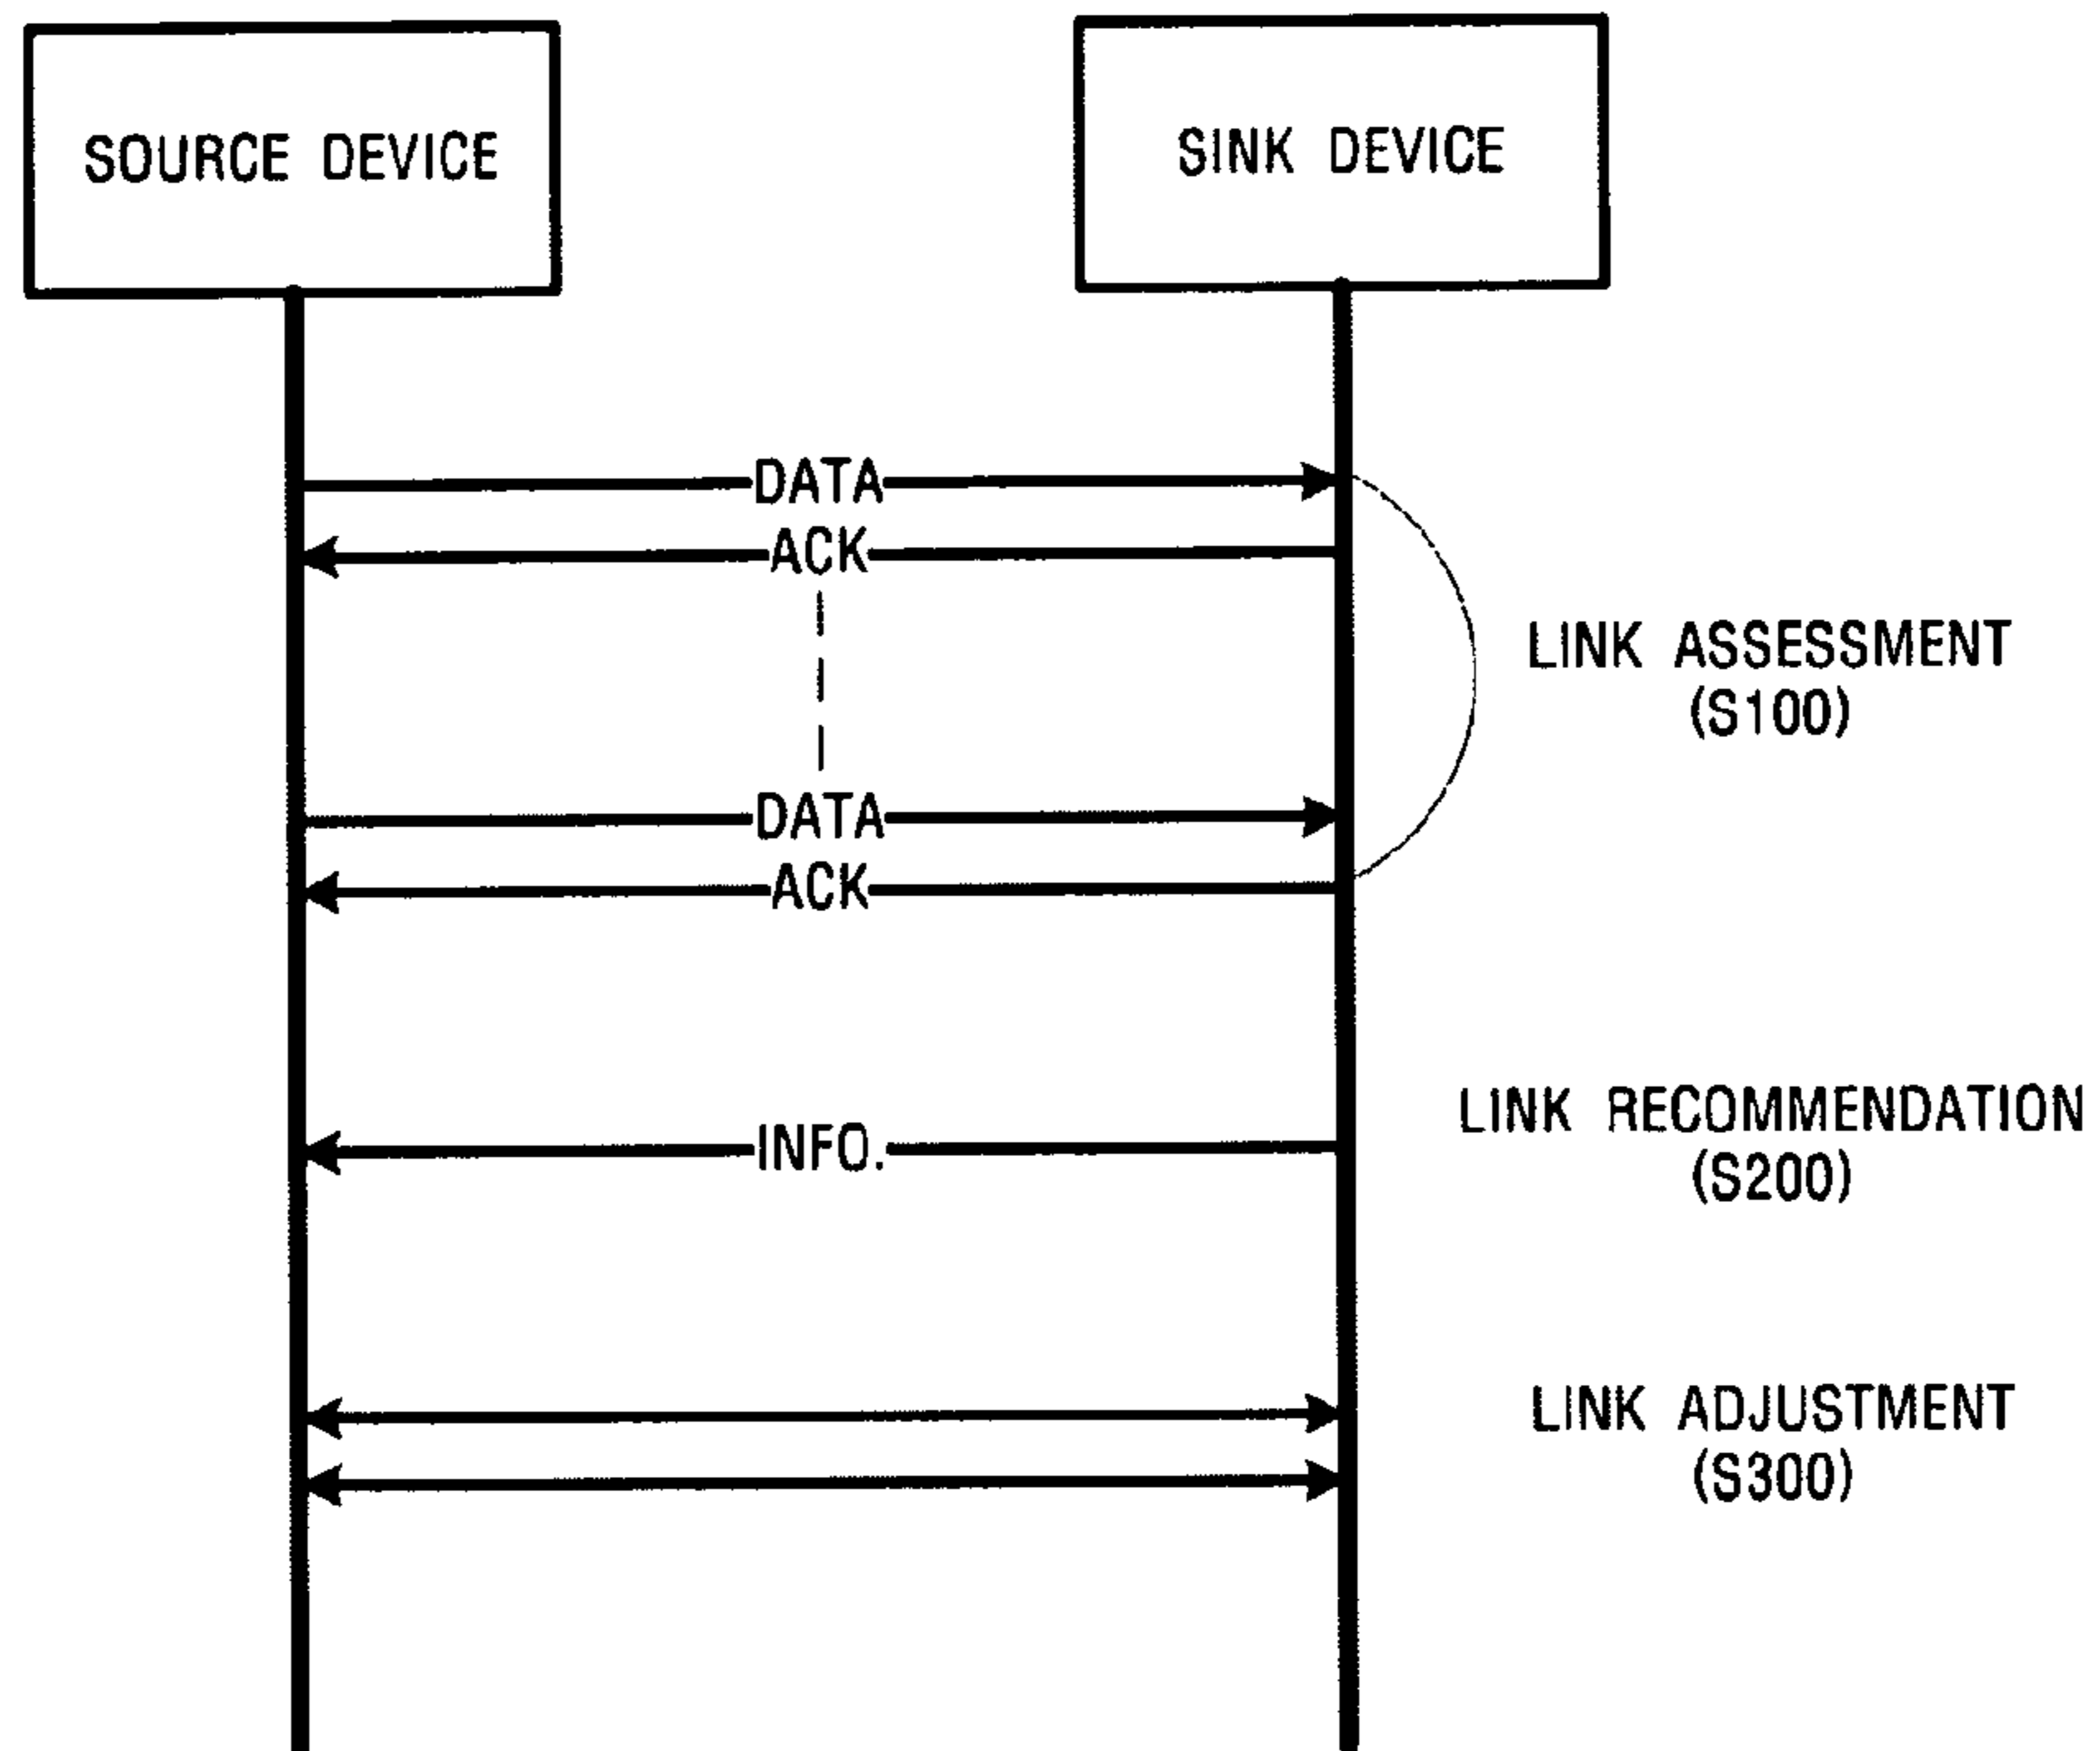 SOURCE DEVICE
SINK DEVICE
DATA
ACK
LINK ASSESSMENT
(S100)
DATA
ACK
LINK RECOMMENDATION
(S200)
INFO.
LINK ADJUSTMENT
(S300)